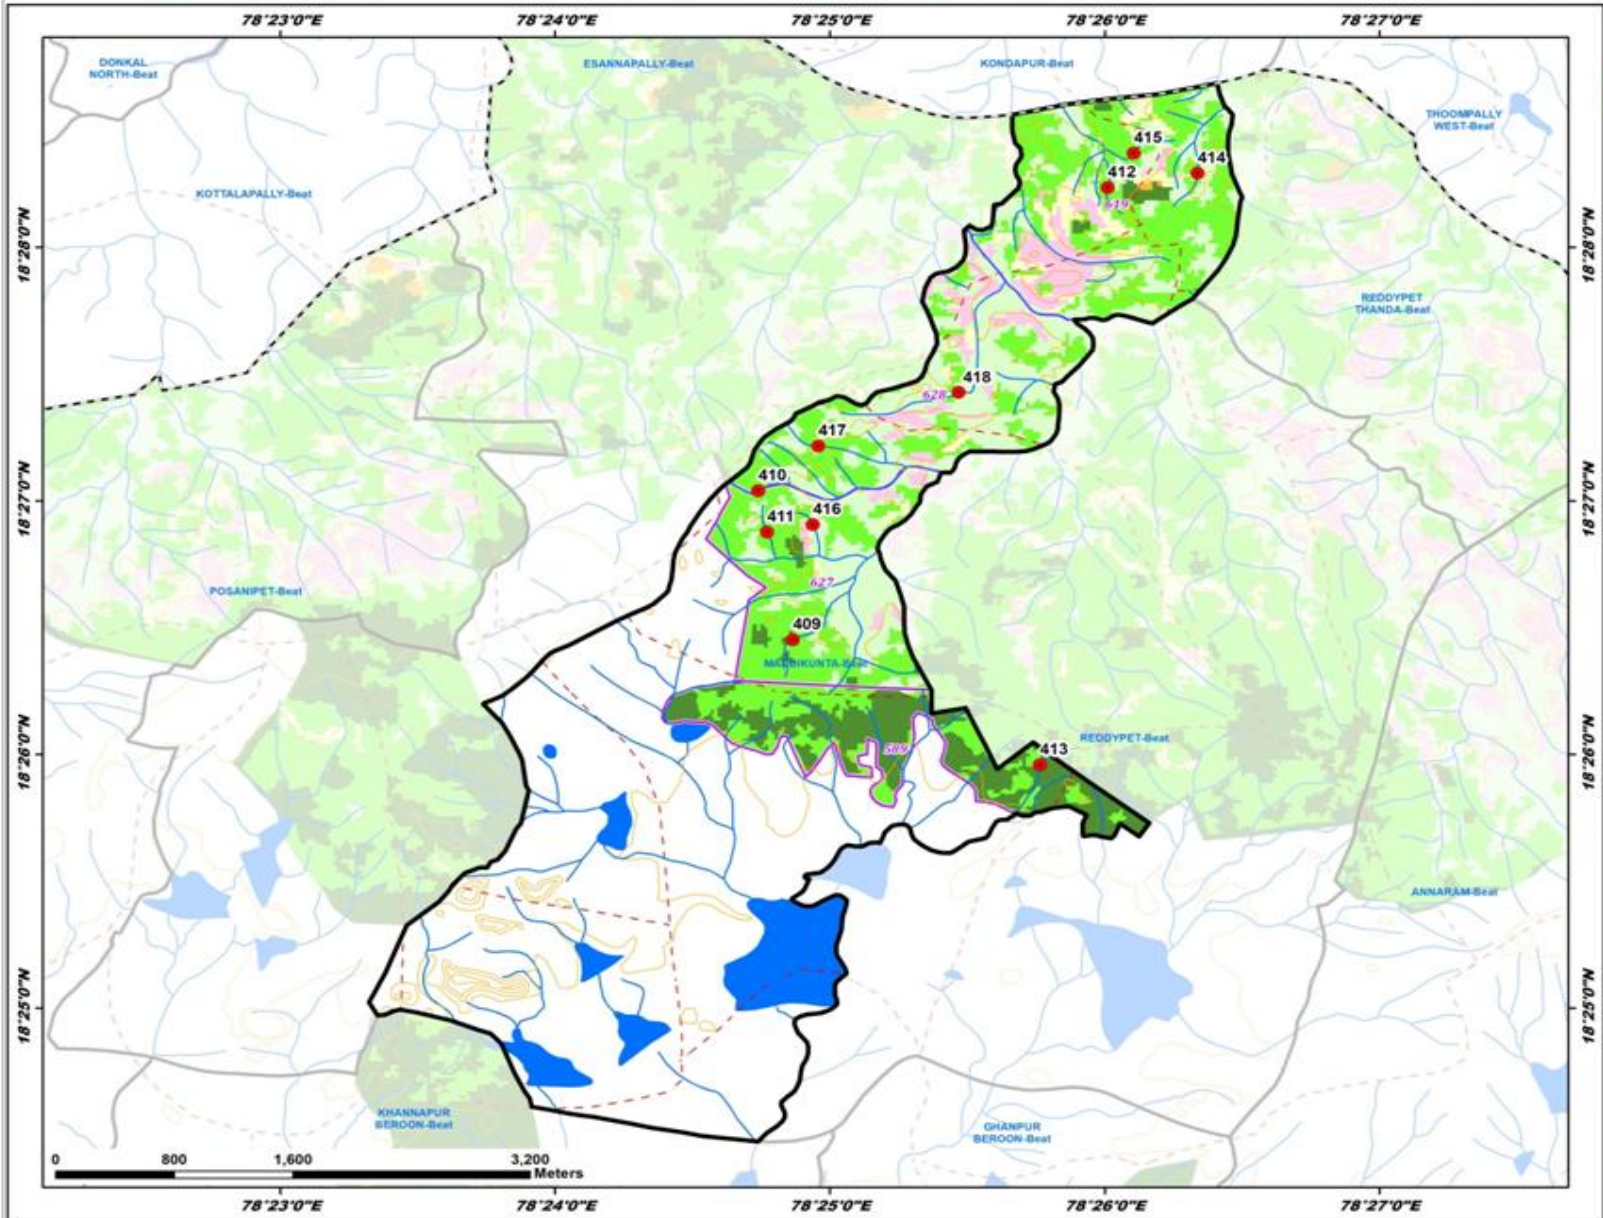 78°23'0"E
78°24'0"E
78°25'0"E
78°26'0"E
78°27'0"E
DONKAL
NORTH-Beat
ESANNAPALLY-Beat
KONDAPUR-Beat
THOOMPALLY
WEST-Beat
415
414
412
KOTTALAPALLY-Beat
619
18°28'0"N
18°28'0"N
REDDYPET
THANDA-Beat
418
628
417
410
18°27'0"N
18°27'0"N
416
411
627
POSANIPET-Beat
409
MADDIKUNTA-Beat
REDDYPET-Beat
589
413
18°26'0"N
18°26'0"N
ANNARAM-Beat
18°25'0"N
18°25'0"N
KHANNAPUR
BEROON-Beat
GHANPUR
BEROON-Beat
0
800
1,600
3,200
Meters
78°23'0"E
78°24'0"E
78°25'0"E
78°26'0"E
78°27'0"E